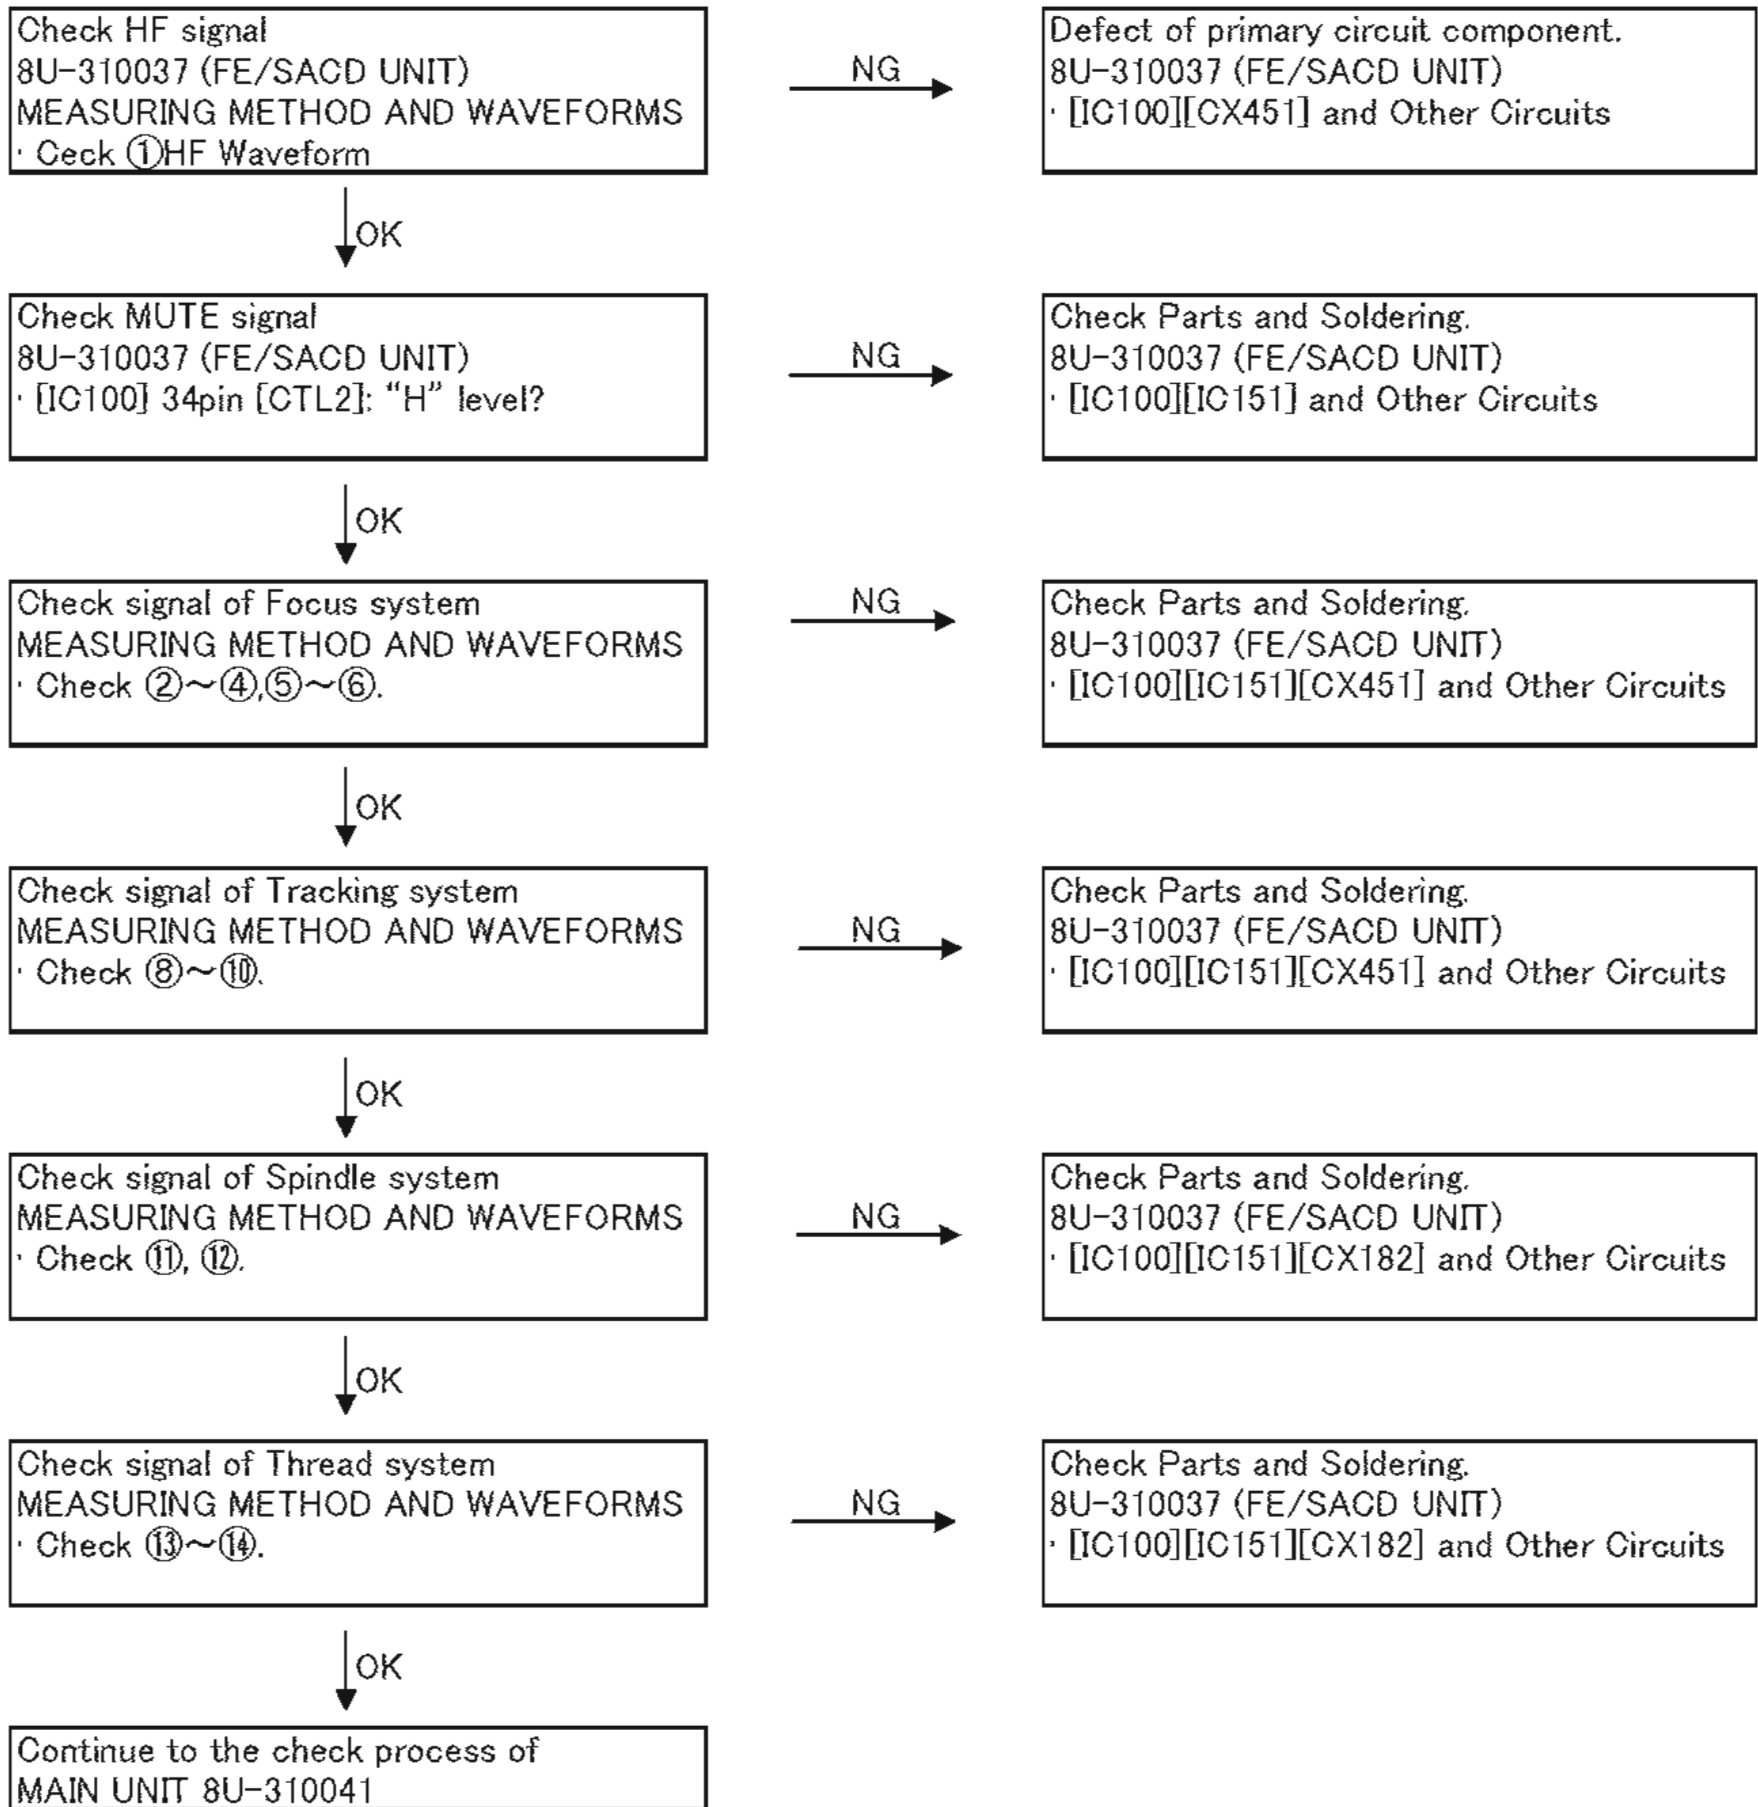 Check HF signal
8U-310037 (FE/SACD UNIT)
MEASURING METHOD AND WAVEFORMS
· Ceck ①HF Waveform
NG
Defect of primary circuit component.
8U-310037 (FE/SACD UNIT)
· [IC100][CX451] and Other Circuits
OK
Check MUTE signal
8U-310037 (FE/SACD UNIT)
· [IC100] 34pin [CTL2]: “H” level?
NG
Check Parts and Soldering.
8U-310037 (FE/SACD UNIT)
· [IC100][IC151] and Other Circuits
OK
Check signal of Focus system
MEASURING METHOD AND WAVEFORMS
· Check ②～④,⑤～⑥.
NG
Check Parts and Soldering.
8U-310037 (FE/SACD UNIT)
· [IC100][IC151][CX451] and Other Circuits
OK
Check signal of Tracking system
MEASURING METHOD AND WAVEFORMS
· Check ⑧～⑩.
NG
Check Parts and Soldering.
8U-310037 (FE/SACD UNIT)
· [IC100][IC151][CX451] and Other Circuits
OK
Check signal of Spindle system
MEASURING METHOD AND WAVEFORMS
· Check ⑪, ⑫.
NG
Check Parts and Soldering.
8U-310037 (FE/SACD UNIT)
· [IC100][IC151][CX182] and Other Circuits
OK
Check signal of Thread system
MEASURING METHOD AND WAVEFORMS
· Check ⑬～⑭.
NG
Check Parts and Soldering.
8U-310037 (FE/SACD UNIT)
· [IC100][IC151][CX182] and Other Circuits
OK
Continue to the check process of
MAIN UNIT 8U-310041